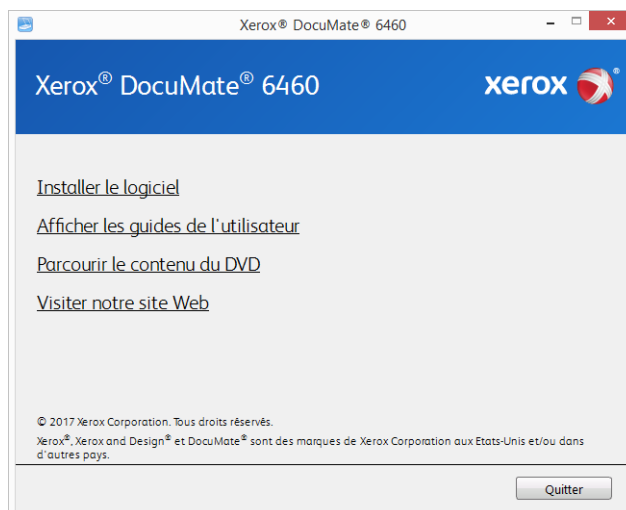 Xerox® DocuMate® 6460
Xerox® DocuMate® 6460
xerox®
Installer le logiciel
Afficher les guides de l'utilisateur
Parcourir le contenu du DVD
Visiter notre site Web
© 2017 Xerox Corporation. Tous droits réservés.
Xerox®, Xerox and Design® et DocuMate® sont des marques de Xerox Corporation aux Etats-Unis et/ou dans
d'autres pays.
Quitter